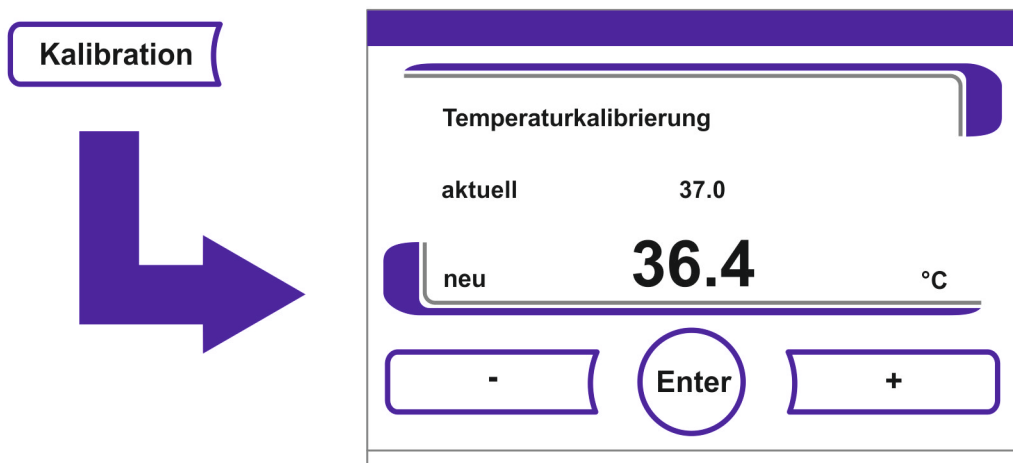 Kalibration
Temperaturkalibrierung
aktuell 37.0
neu 36.4 °C
- Enter +